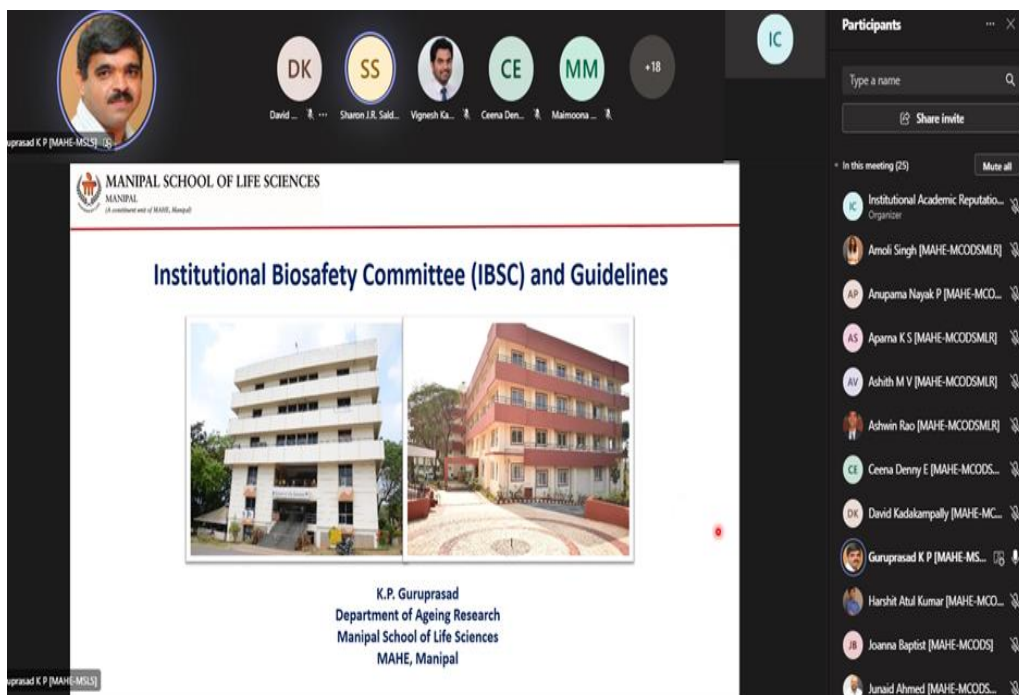 DK
SS
CE
MM
+18
IC
David ...
Sharon J.R. Sald...
Vignesh Ka...
Ceena Den...
Maimoona ...
uruprasad K P [MAHE-MSLS]
MANIPAL SCHOOL OF LIFE SCIENCES
MANIPAL
(A constituent unit of MAHE, Manipal)
Institutional Biosafety Committee (IBSC) and Guidelines
1
K.P. Guruprasad
Department of Ageing Research
Manipal School of Life Sciences
MAHE, Manipal
uprasad K P [MAHE-MSLS]
Participants
Type a name
Share invite
In this meeting (25)
Mute all
IC
Institutional Academic Reputatio...
Organizer
Amoli Singh [MAHE-MCODSMLR]
AP
Anupama Nayak P [MAHE-MCO...
AS
Aparna K S [MAHE-MCODSMLR]
AV
Ashith M V [MAHE-MCODSMLR]
Ashwin Rao [MAHE-MCODSMLR]
CE
Ceena Denny E [MAHE-MCODS...
DK
David Kadakampally [MAHE-MC...
Guruprasad K P [MAHE-MS...
Harshit Atul Kumar [MAHE-MCO...
JB
Joanna Baptist [MAHE-MCODS]
Junaid Ahmed [MAHE-MCODS...